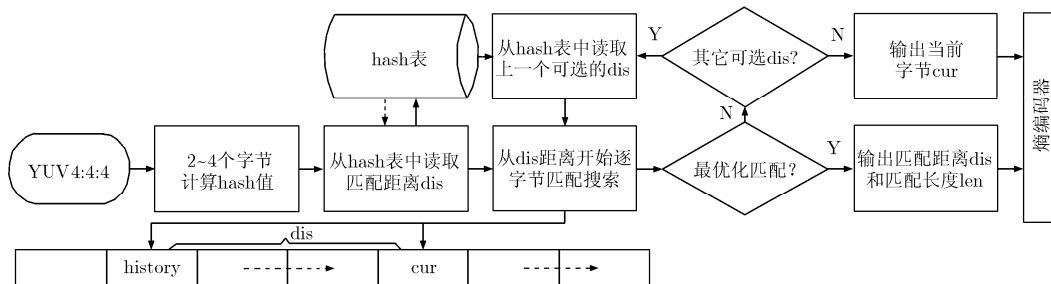 hash表
从hash表中读取
上一个可选的dis
Y
其它可选dis?
N
输出当前
字节cur
熵编码器
YUV4:4:4
2~4个字节
计算hash值
从hash表中读取
匹配距离dis
从dis距离开始逐
字节匹配搜索
N
最优化匹配?
Y
输出匹配距离dis
和匹配长度len
dis
history
cur